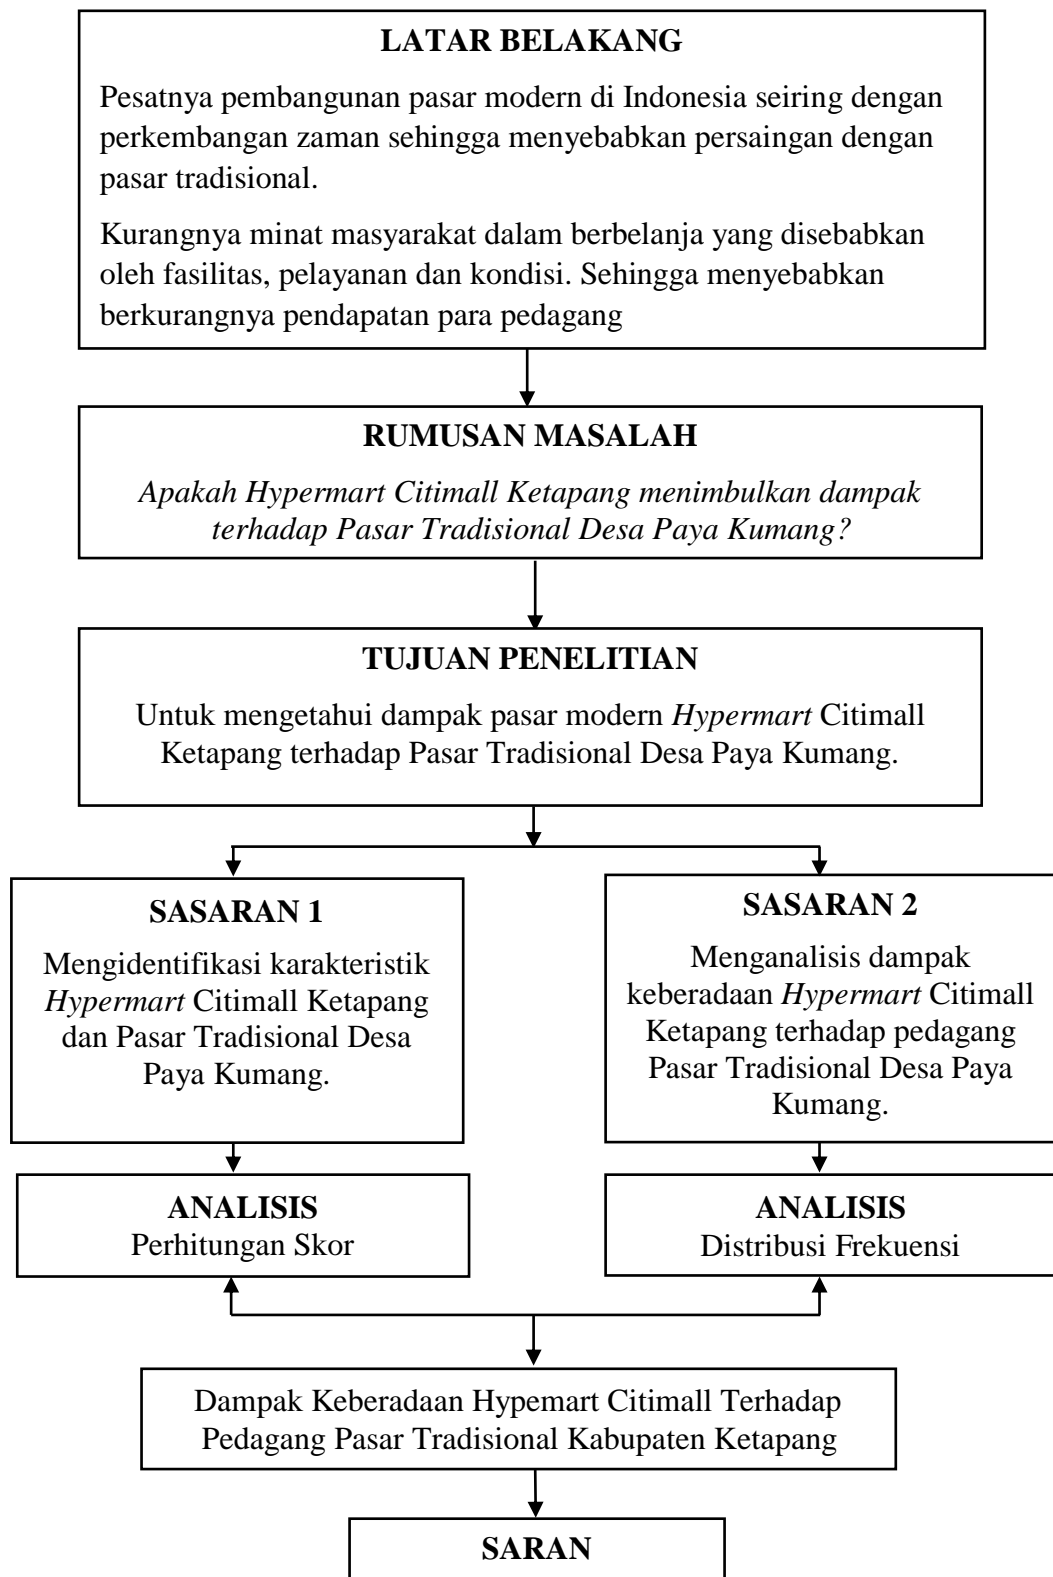 LATAR BELAKANG
Pesatnya pembangunan pasar modern di Indonesia seiring dengan
perkembangan zaman sehingga menyebabkan persaingan dengan
pasar tradisional.
Kurangnya minat masyarakat dalam berbelanja yang disebabkan
oleh fasilitas, pelayanan dan kondisi. Sehingga menyebabkan
berkurangnya pendapatan para pedagang
RUMUSAN MASALAH
Apakah Hypermart Citimall Ketapang menimbulkan dampak
terhadap Pasar Tradisional Desa Paya Kumang?
TUJUAN PENELITIAN
Untuk mengetahui dampak pasar modern Hypermart Citimall
Ketapang terhadap Pasar Tradisional Desa Paya Kumang.
SASARAN 1
Mengidentifikasi karakteristik
Hypermart Citimall Ketapang
dan Pasar Tradisional Desa
Paya Kumang.
SASARAN 2
Menganalisis dampak
keberadaan Hypermart Citimall
Ketapang terhadap pedagang
Pasar Tradisional Desa Paya
Kumang.
ANALISIS
Perhitungan Skor
ANALISIS
Distribusi Frekuensi
Dampak Keberadaan Hypemart Citimall Terhadap
Pedagang Pasar Tradisional Kabupaten Ketapang
SARAN